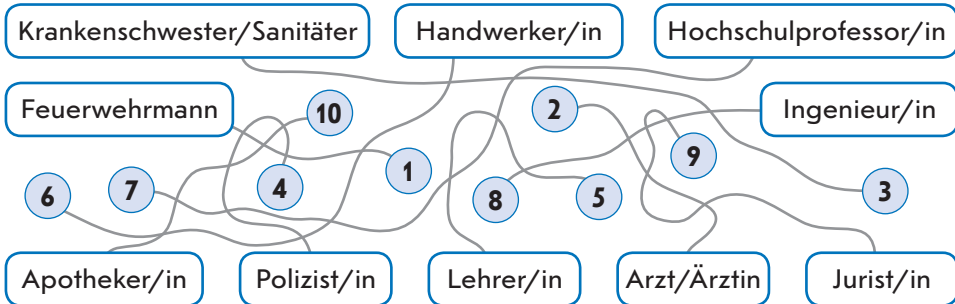 Krankenschwester/Sanitäter Handwerker/in Hochschulprofessor/in
Feuerwehrmann 10 2 Ingenieur/in
9
1
4
6 7 8 5 3
Apotheker/in Polizist/in Lehrer/in Arzt/Ärztin Jurist/in